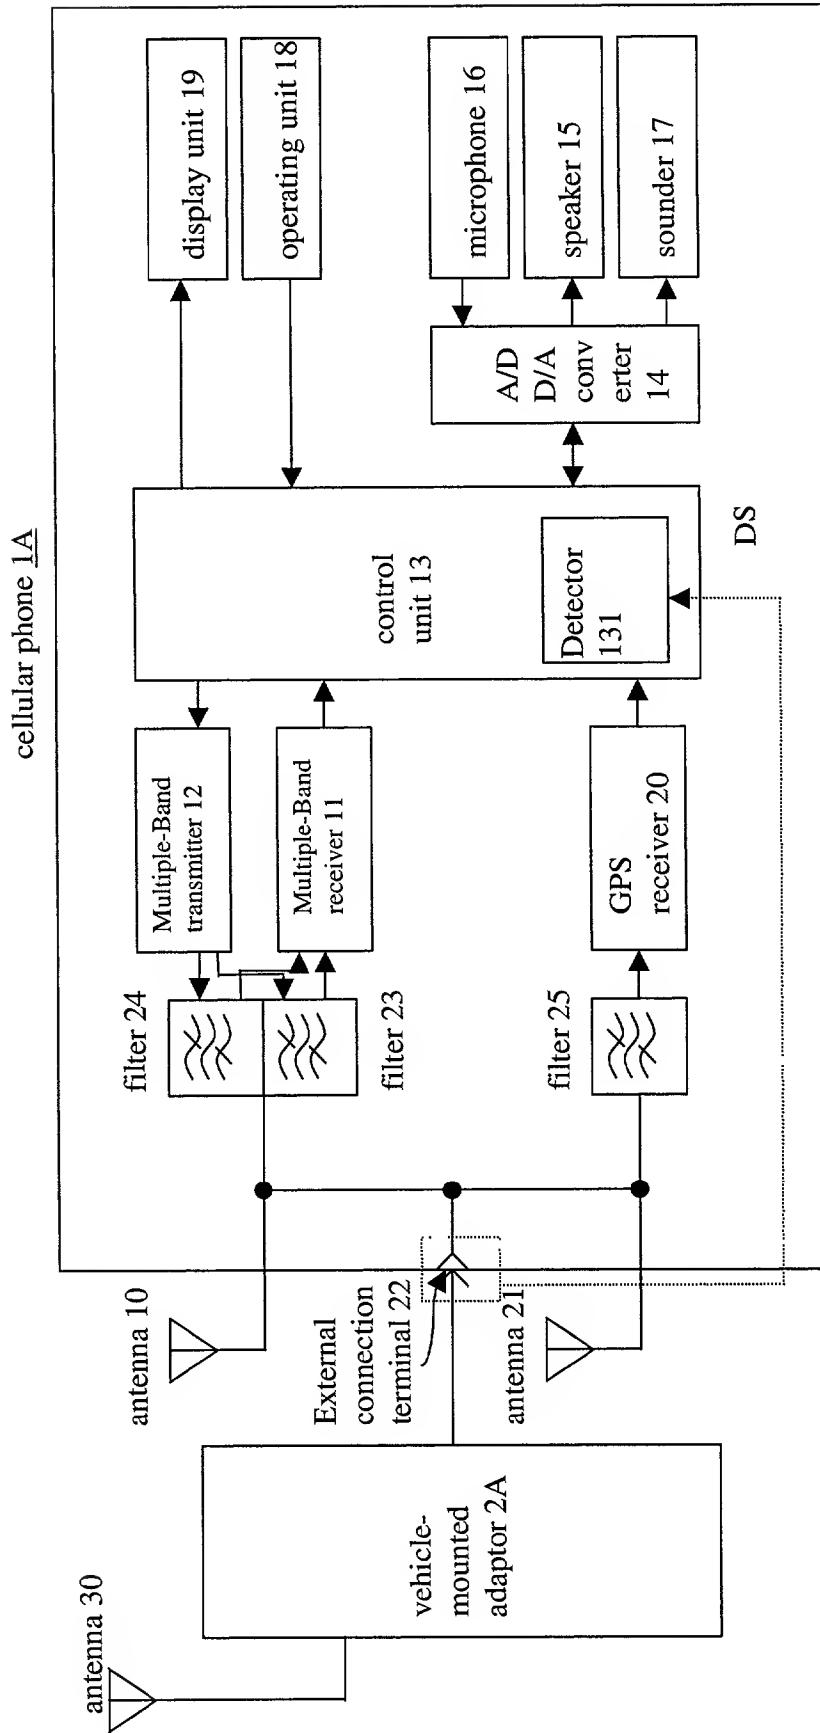 cellular phone 1A
antenna 30
vehicle-
mounted
adaptor 2A
antenna 10
External
connection
terminal 22
antenna 21
filter 24
filter 23
filter 25
Multiple-Band
transmitter 12
Multiple-Band
receiver 11
GPS
receiver 20
control
unit 13
Detector
131
DS
A/D
D/A
conv
erter
14
display unit 19
operating unit 18
microphone 16
speaker 15
sounder 17